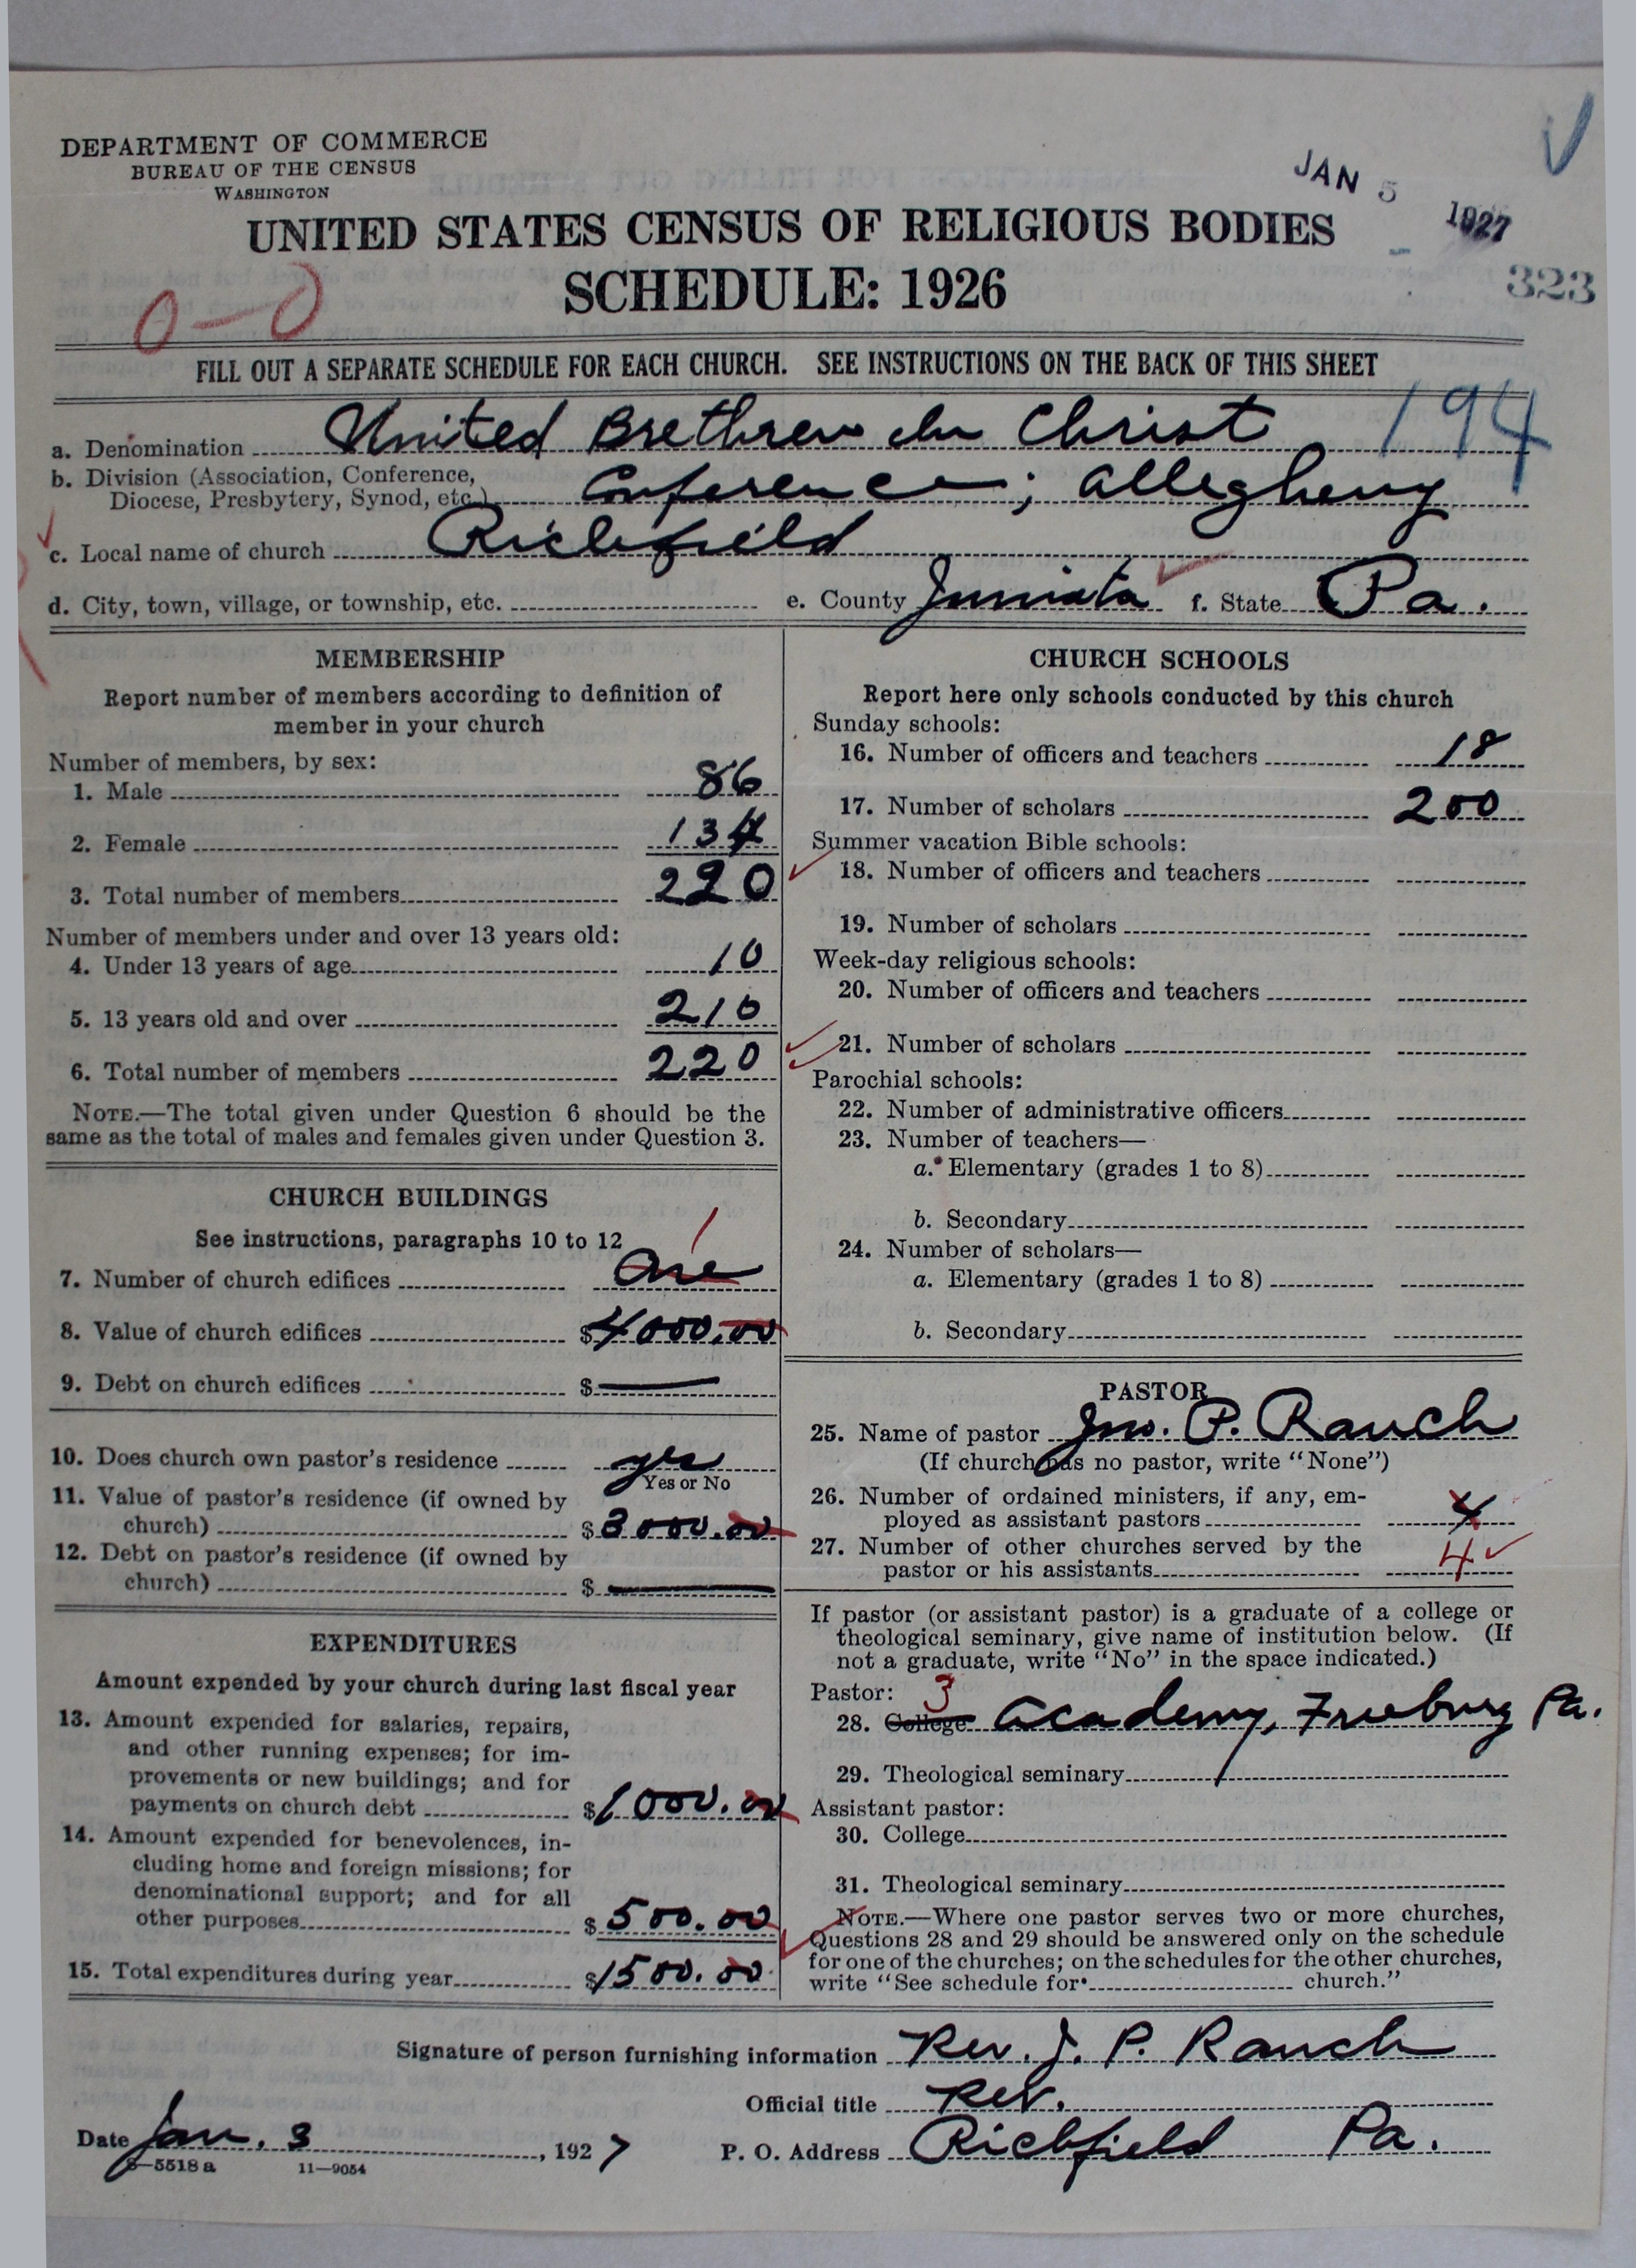 DEPARTMENT OF COMMERCE
BUREAU OF THE CENSUS
WASHINGTON
JAN 5 1927
UNITED STATES CENSUS OF RELIGIOUS BODIES
SCHEDULE: 1926
323
0-0
FILL OUT A SEPARATE SCHEDULE FOR EACH CHURCH. SEE INSTRUCTIONS ON THE BACK OF THIS SHEET
194
a. Denomination United Brethren In Christ
b. Division (Association, Conference,
Diocese, Presbytery, Synod, etc.) Conference; Allegheny
c. Local name of church Richfield
d. City, town, village, or township, etc. e. County Juniata f. State Pa.
MEMBERSHIP
Report number of members according to definition of
member in your church
Number of members, by sex:
1. Male 86
2. Female 134
3. Total number of members 220
Number of members under and over 13 years old:
4. Under 13 years of age 10
5. 13 years old and over 210
6. Total number of members 220
NOTE.—The total given under Question 6 should be the
same as the total of males and females given under Question 3.
CHURCH BUILDINGS
See instructions, paragraphs 10 to 12
1
7. Number of church edifices One
8. Value of church edifices $4000.00
9. Debt on church edifices $ —
10. Does church own pastor's residence yes
Yes or No
11. Value of pastor's residence (if owned by
church) $3000.00
12. Debt on pastor's residence (if owned by
church) $ —
EXPENDITURES
Amount expended by your church during last fiscal year
13. Amount expended for salaries, repairs,
and other running expenses; for im-
provements or new buildings; and for
payments on church debt $1000.00
14. Amount expended for benevolences, in-
cluding home and foreign missions; for
denominational support; and for all
other purposes $500.00
15. Total expenditures during year $1500.00
CHURCH SCHOOLS
Report here only schools conducted by this church
Sunday schools:
16. Number of officers and teachers 18
17. Number of scholars 200
Summer vacation Bible schools:
18. Number of officers and teachers
19. Number of scholars
Week-day religious schools:
20. Number of officers and teachers
21. Number of scholars
Parochial schools:
22. Number of administrative officers
23. Number of teachers—
a. Elementary (grades 1 to 8)
b. Secondary
24. Number of scholars—
a. Elementary (grades 1 to 8)
b. Secondary
PASTOR
25. Name of pastor Jno. P. Rauch
(If church has no pastor, write "None")
26. Number of ordained ministers, if any, em-
ployed as assistant pastors 4
27. Number of other churches served by the
pastor or his assistants 4
If pastor (or assistant pastor) is a graduate of a college or
theological seminary, give name of institution below. (If
not a graduate, write "No" in the space indicated.)
Pastor: 3
28. College Academy, Freeburg Pa.
29. Theological seminary
Assistant pastor:
30. College
31. Theological seminary
NOTE.—Where one pastor serves two or more churches,
Questions 28 and 29 should be answered only on the schedule
for one of the churches; on the schedules for the other churches,
write "See schedule for church."
Signature of person furnishing information Rev. J. P. Rauch
Official title Rev.
Date Jan. 3, 1927 P. O. Address Richfield Pa.
8—5518 a 11—9054